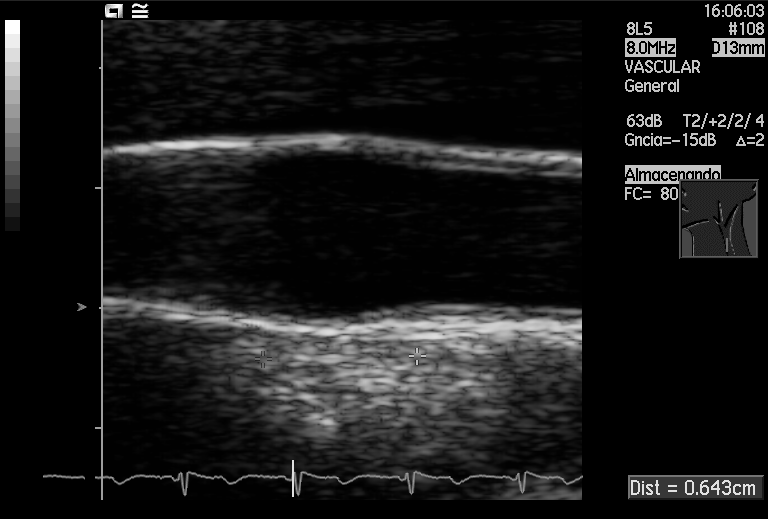 16:06:03
8L5 #108
8.0MHz D13mm
VASCULAR
General
63dB T2/+2/2/ 4
Gncia=-15dB Δ=2
Almacenando
FC= 80
Dist = 0.643cm